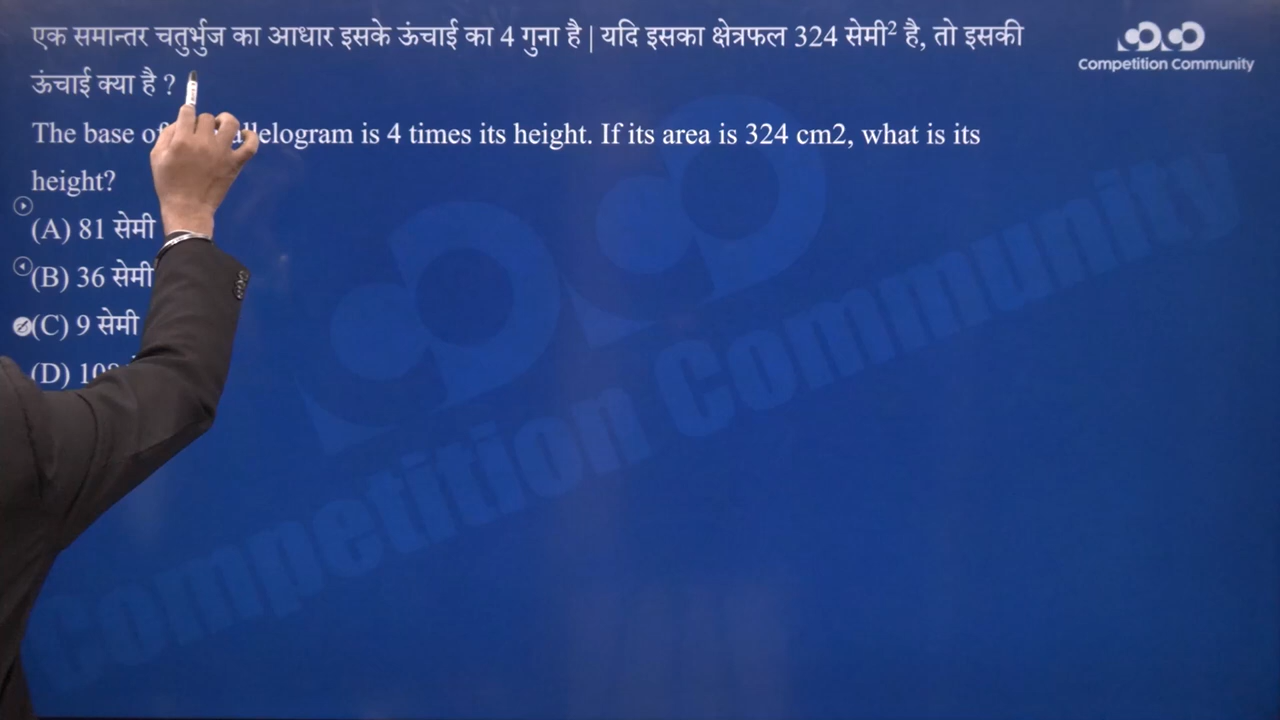 एक समान्तर चतुर्भुज का आधार इसके ऊंचाई का 4 गुना है | यदि इसका क्षेत्रफल 324 सेमी² है, तो इसकी
ऊंचाई क्या है ?
The base of is 4 times its height. If its area is 324 cm2, what is its
height?
(A) 81 सेमी
(B) 36 सेमी
(C) 9 सेमी
(D)
Competition Community
Competition Community